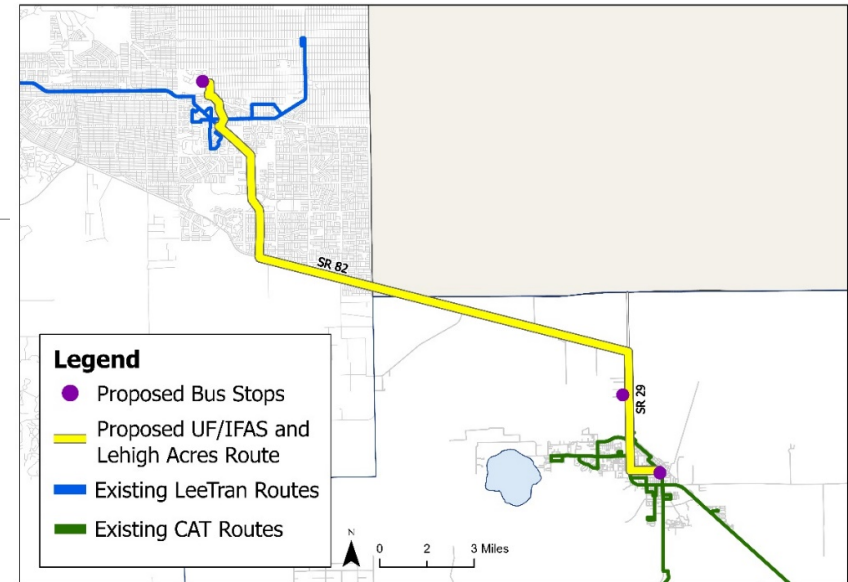 SR 82
SR 29
Legend
Proposed Bus Stops
Proposed UF/IFAS and
Lehigh Acres Route
Existing LeeTran Routes
Existing CAT Routes
N
0 2 3 Miles